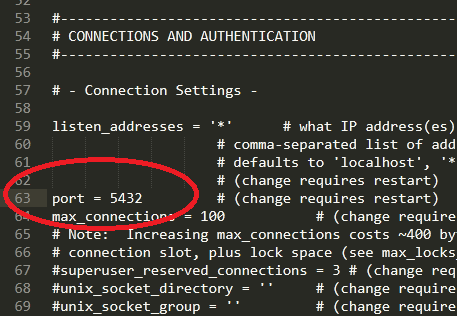 52
53 #------------------------------------------
54 # CONNECTIONS AND AUTHENTICATION
55 #------------------------------------------
56
57 # - Connection Settings -
58
59 listen_addresses = '*' # what IP address(es)
60 # comma-separated list of add
61 # defaults to 'localhost', '*
62 # (change requires restart)
63 port = 5432 # (change requires restart)
64 max_connections = 100 # (change require
65 # Note: Increasing max_connections costs ~400 by
66 # connection slot, plus lock space (see max_locks_
67 #superuser_reserved_connections = 3 # (change req
68 #unix_socket_directory = '' # (change require
69 #unix_socket_group = '' # (change require